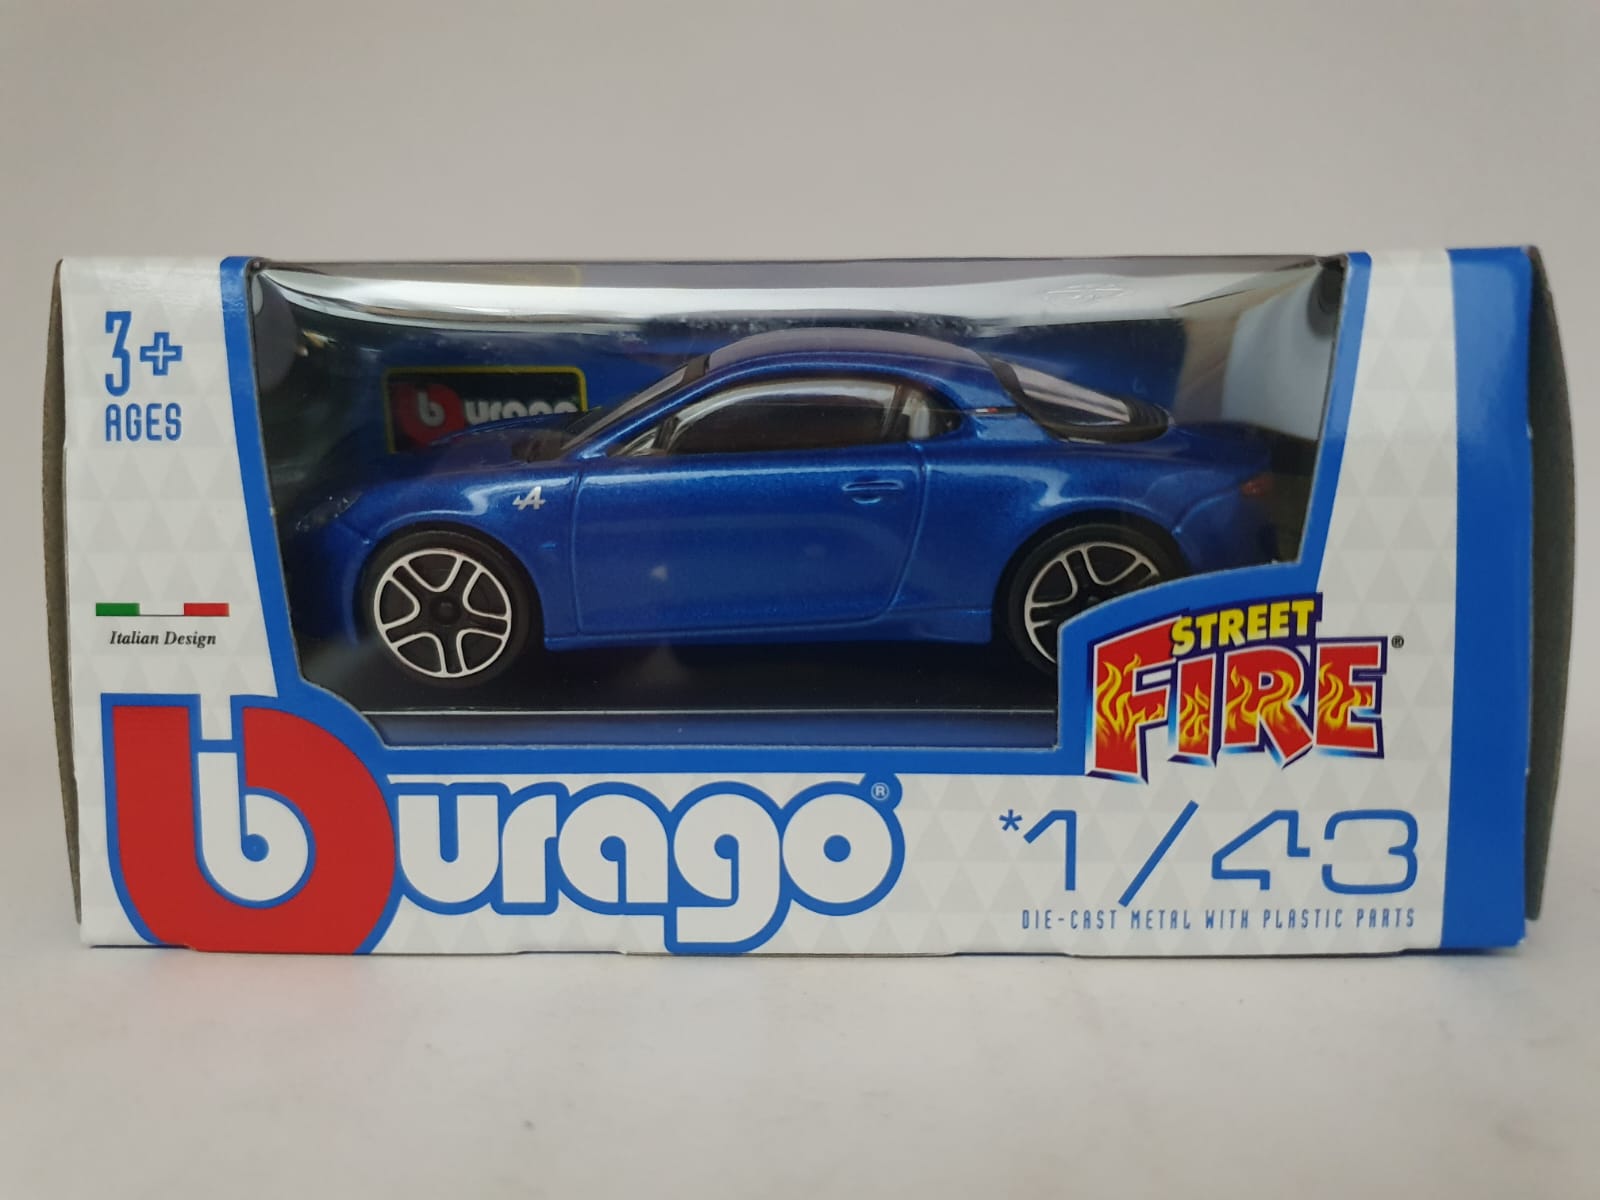 3+
AGES
burago
A
Italian Design
STREET
FIRE®
burago®
*1/43
DIE-CAST METAL WITH PLASTIC PARTS